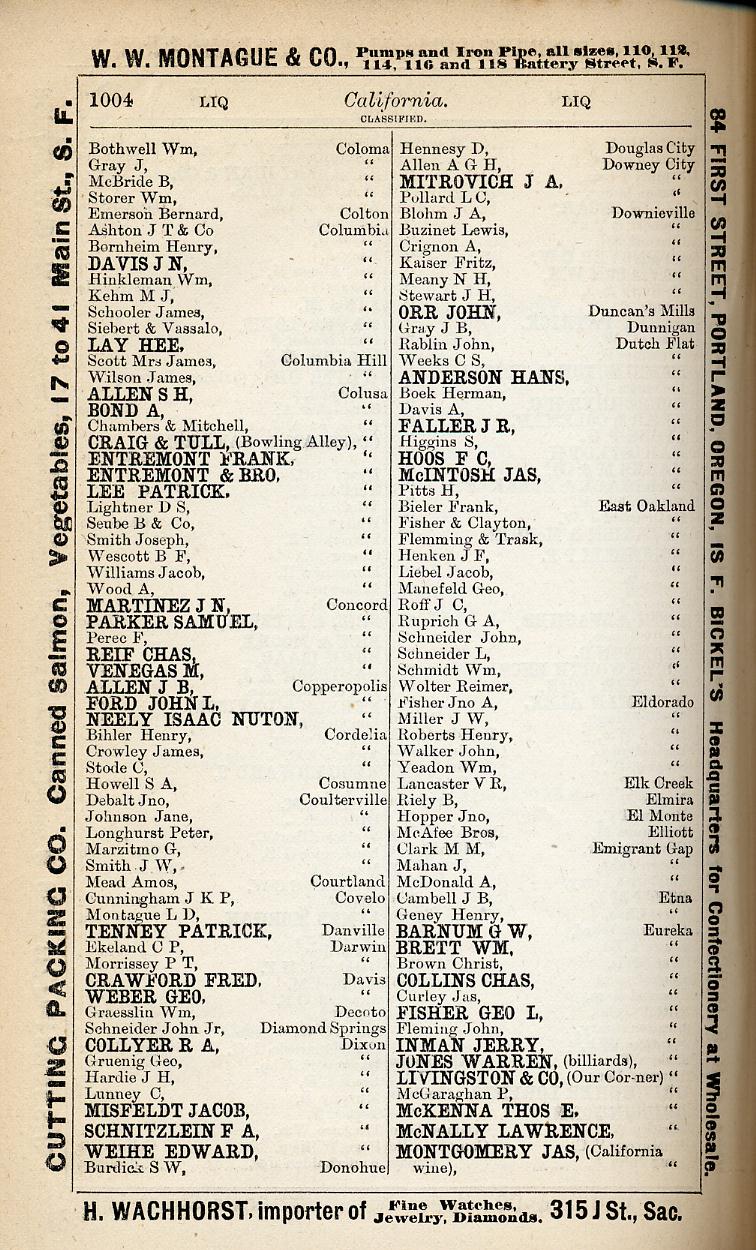 W. W. MONTAGUE & CO., Pumps and Iron Pipe, all sizes, 110, 112, 114, 116 and 118 Battery Street, S. F.
1004 LIQ California. LIQ
CLASSIFIED.
Bothwell Wm, Coloma
Gray J, “
McBride B, “
Storer Wm, “
Emerson Bernard, Colton
Ashton J T & Co Columbia
Bornheim Henry, “
DAVIS J N, “
Hinkleman Wm, “
Kehm M J, “
Schooler James, “
Siebert & Vassalo, “
LAY HEE, “
Scott Mrs James, Columbia Hill
Wilson James, “
ALLEN S H, Colusa
BOND A, “
Chambers & Mitchell, “
CRAIG & TULL, (Bowling Alley), “
ENTREMONT FRANK, “
ENTREMONT & BRO, “
LEE PATRICK. “
Lightner D S, “
Seube B & Co, “
Smith Joseph, “
Wescott B F, “
Williams Jacob, “
Wood A, “
MARTINEZ J N, Concord
PARKER SAMUEL, “
Perec F, “
REIF CHAS, “
VENEGAS M, “
ALLEN J B, Copperopolis
FORD JOHN L, “
NEELY ISAAC NUTON, “
Bihler Henry, Cordelia
Crowley James, “
Stode C, “
Howell S A, Cosumne
Debalt Jno, Coulterville
Johnson Jane, “
Longhurst Peter, “
Marzitmo G, “
Smith J W, “
Mead Amos, Courtland
Cunningham J K P, Covelo
Montague L D, “
TENNEY PATRICK, Danville
Ekeland C P, Darwin
Morrissey P T, “
CRAWFORD FRED, Davis
WEBER GEO, “
Graesslin Wm, Decoto
Schneider John Jr, Diamond Springs
COLLYER R A, Dixon
Gruenig Geo, “
Hardie J H, “
Lunney C, “
MISFELDT JACOB, “
SCHNITZLEIN F A, “
WEIHE EDWARD, “
Burdick S W, Donohue
Hennesy D, Douglas City
Allen A G H, Downey City
MITROVICH J A, “
Pollard L C, “
Blohm J A, Downieville
Buzinet Lewis, “
Crignon A, “
Kaiser Fritz, “
Meany N H, “
Stewart J H, “
ORR JOHN, Duncan's Mills
Gray J B, Dunnigan
Rablin John, Dutch Flat
Weeks C S, “
ANDERSON HANS, “
Boek Herman, “
Davis A, “
FALLER J R, “
Higgins S, “
HOOS F C, “
McINTOSH JAS, “
Pitts H, “
Bieler Frank, East Oakland
Fisher & Clayton, “
Flemming & Trask, “
Henken J F, “
Liebel Jacob, “
Manefeld Geo, “
Roff J C, “
Ruprich G A, “
Schneider John, “
Schneider L, “
Schmidt Wm, “
Wolter Reimer, “
Fisher Jno A, Eldorado
Miller J W, “
Roberts Henry, “
Walker John, “
Yeadon Wm, “
Lancaster V R, Elk Creek
Riely B, Elmira
Hopper Jno, El Monte
McAfee Bros, Elliott
Clark M M, Emigrant Gap
Mahan J, “
McDonald A, “
Cambell J B, Etna
Geney Henry, “
BARNUM G W, Eureka
BRETT WM, “
Brown Christ, “
COLLINS CHAS, “
Curley Jas, “
FISHER GEO L, “
Fleming John, “
INMAN JERRY, “
JONES WARREN, (billiards), “
LIVINGSTON & CO, (Our Cor-ner) “
McGaraghan P, “
McKENNA THOS E, “
McNALLY LAWRENCE, “
MONTGOMERY JAS, (California
wine), “
CUTTING PACKING CO. Canned Salmon, Vegetables, 17 to 41 Main St., S. F.
84 FIRST STREET, PORTLAND, OREGON, IS F. BICKEL'S Headquarters for Confectionery at Wholesale.
H. WACHHORST, importer of Fine Watches, Jewelry, Diamonds. 315 J St., Sac.